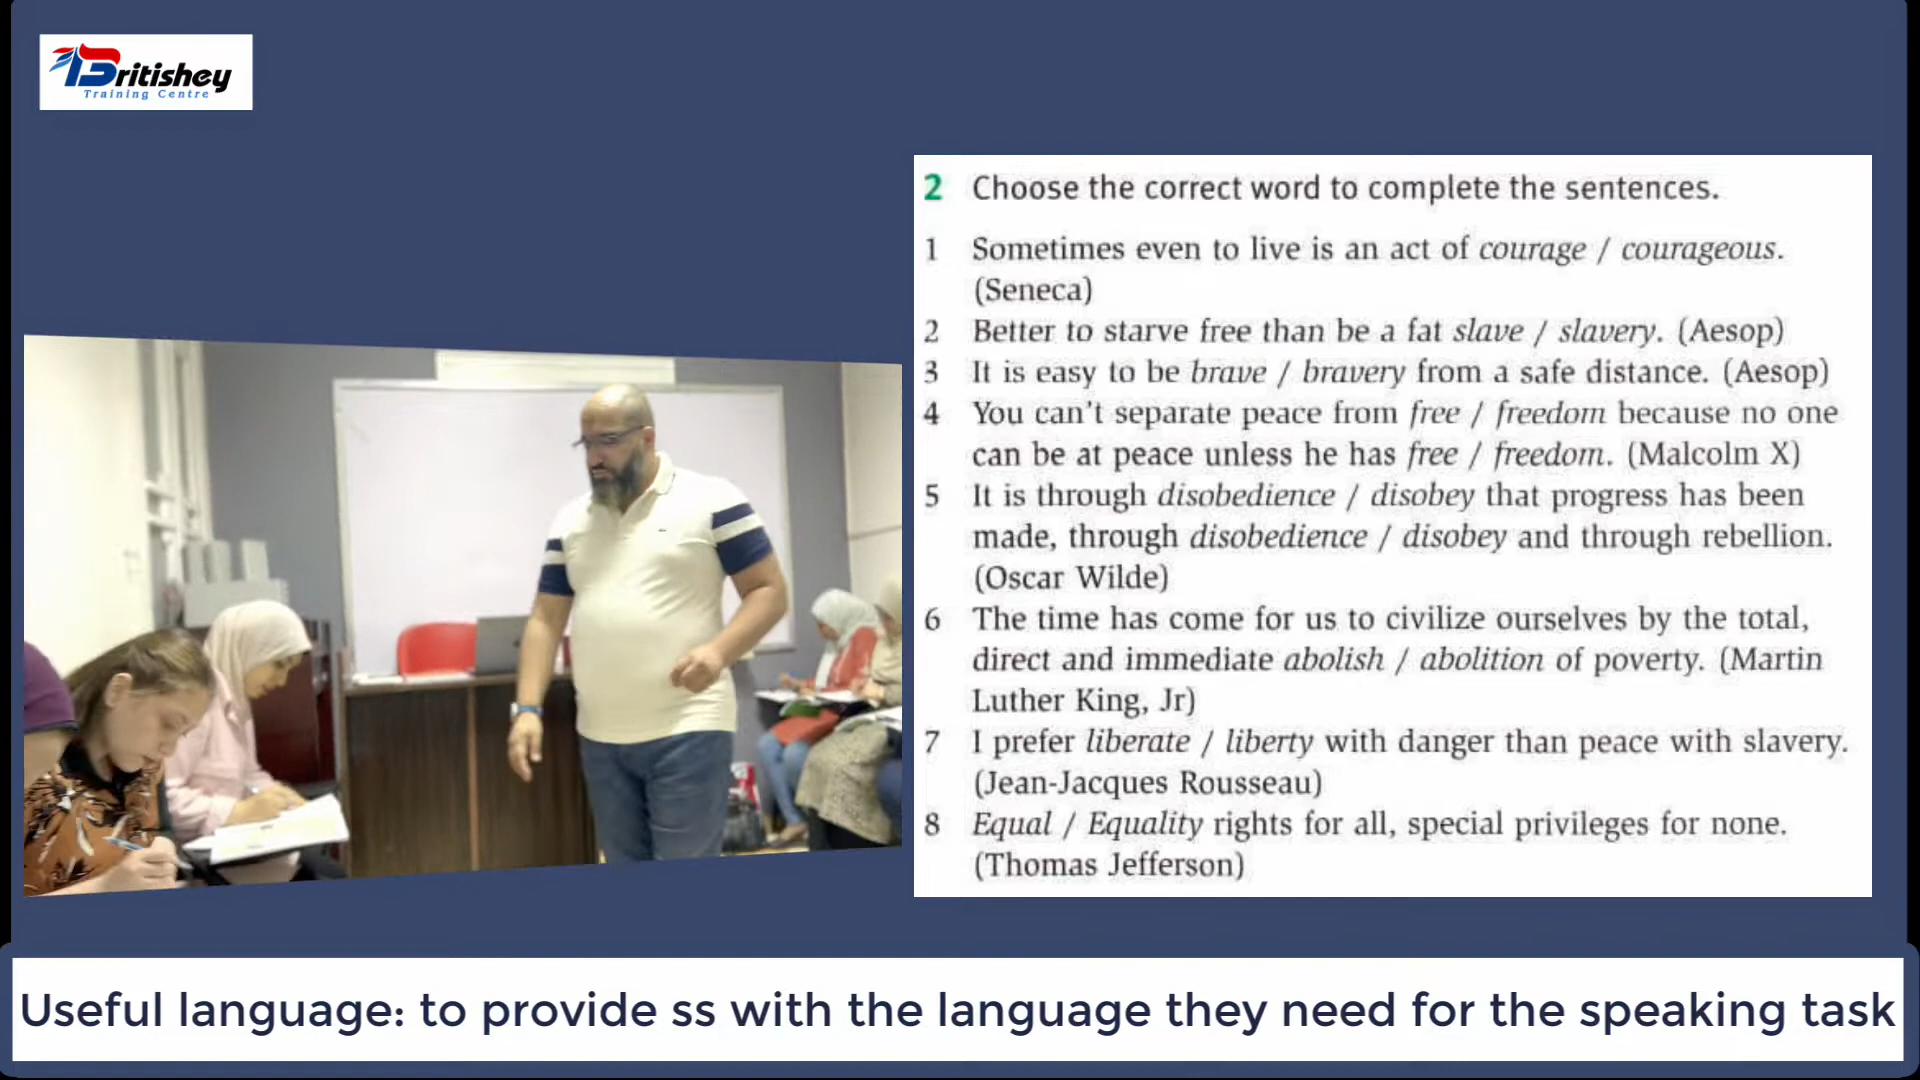 Britishey
Training Centre
2 Choose the correct word to complete the sentences.
1 Sometimes even to live is an act of courage / courageous.
(Seneca)
2 Better to starve free than be a fat slave / slavery. (Aesop)
3 It is easy to be brave / bravery from a safe distance. (Aesop)
4 You can't separate peace from free / freedom because no one
can be at peace unless he has free / freedom. (Malcolm X)
5 It is through disobedience / disobey that progress has been
made, through disobedience / disobey and through rebellion.
(Oscar Wilde)
6 The time has come for us to civilize ourselves by the total,
direct and immediate abolish / abolition of poverty. (Martin
Luther King, Jr)
7 I prefer liberate / liberty with danger than peace with slavery.
(Jean-Jacques Rousseau)
8 Equal / Equality rights for all, special privileges for none.
(Thomas Jefferson)
Useful language: to provide ss with the language they need for the speaking task